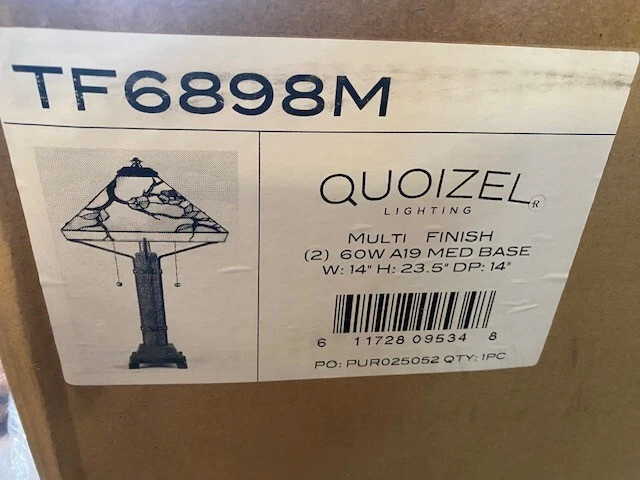 TF6898M
QUOIZEL®
LIGHTING
MULTI FINISH
(2) 60W A19 MED BASE
W: 14" H: 23.5" DP: 14"
6 11728 09534 8
PO: PUR025052 QTY: 1PC